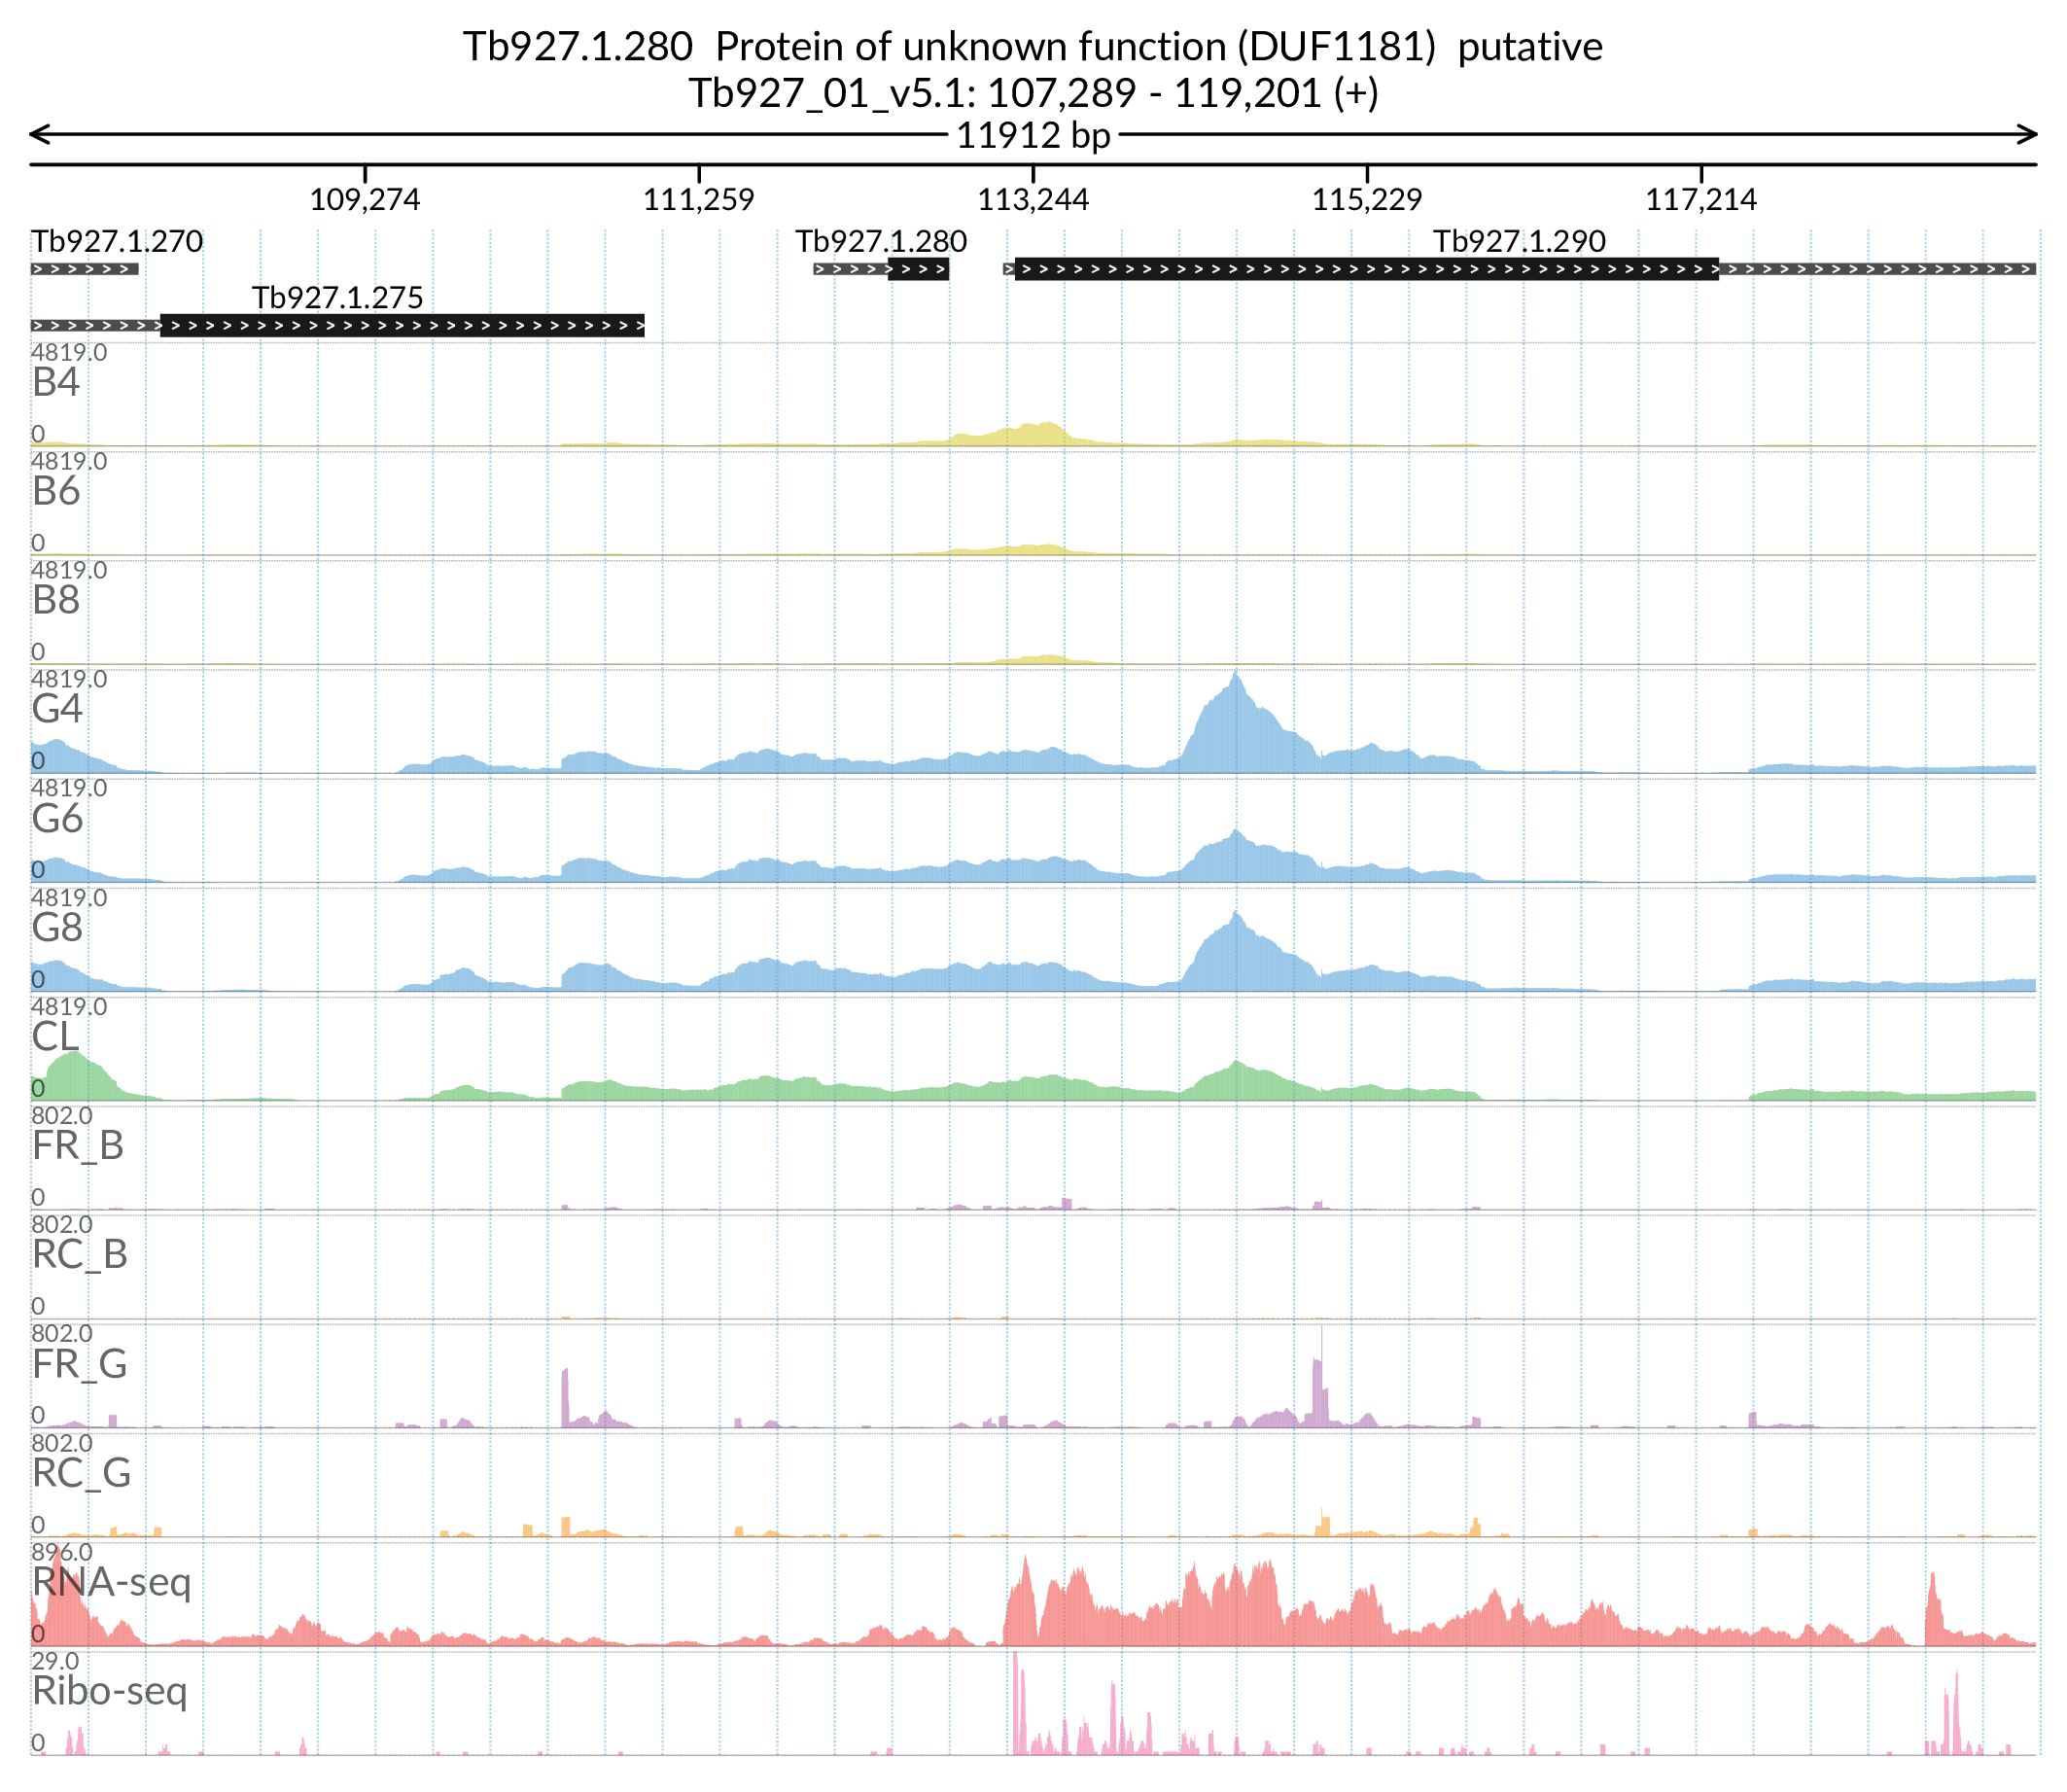 Tb927.1.280 Protein of unknown function (DUF1181) putative
Tb927_01_v5.1: 107,289 - 119,201 (+)
11912 bp
109,274 111,259 113,244 115,229 117,214
Tb927.1.270 Tb927.1.280 Tb927.1.290
Tb927.1.275
4819.0
B4
0
4819.0
B6
0
4819.0
B8
0
4819.0
G4
0
4819.0
G6
0
4819.0
G8
0
4819.0
CL
0
802.0
FR_B
0
802.0
RC_B
0
802.0
FR_G
0
802.0
RC_G
0
896.0
RNA-seq
0
29.0
Ribo-seq
0